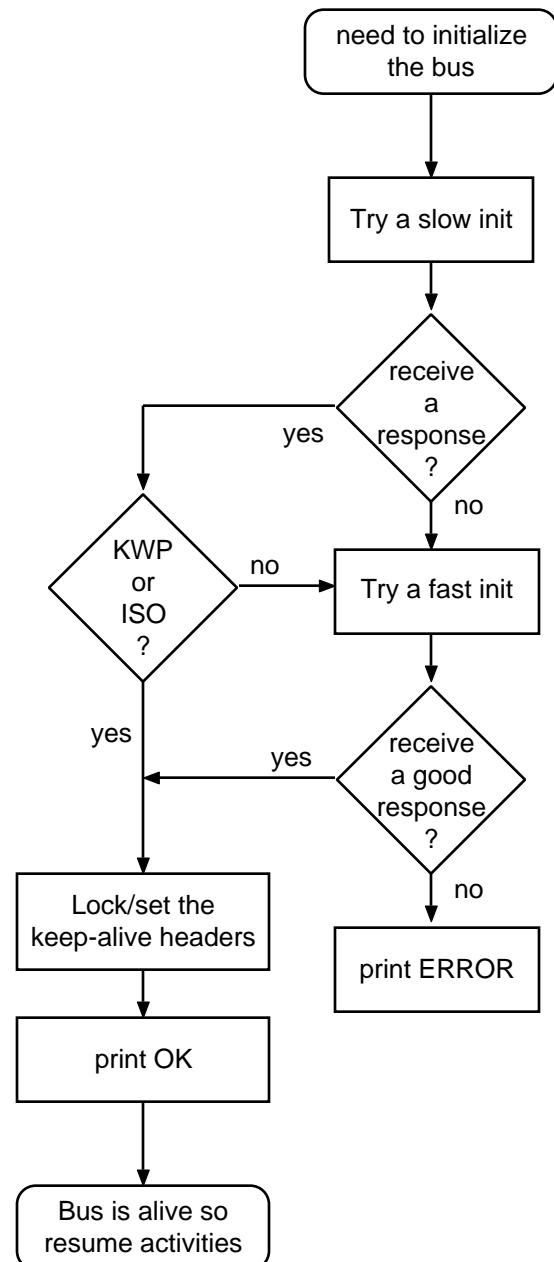 need to initialize
the bus
Try a slow init
receive
a
response
?
yes
no
KWP
or
ISO
?
no
Try a fast init
yes
yes
receive
a good
response
?
no
Lock/set the
keep-alive headers
print ERROR
print OK
Bus is alive so
resume activities